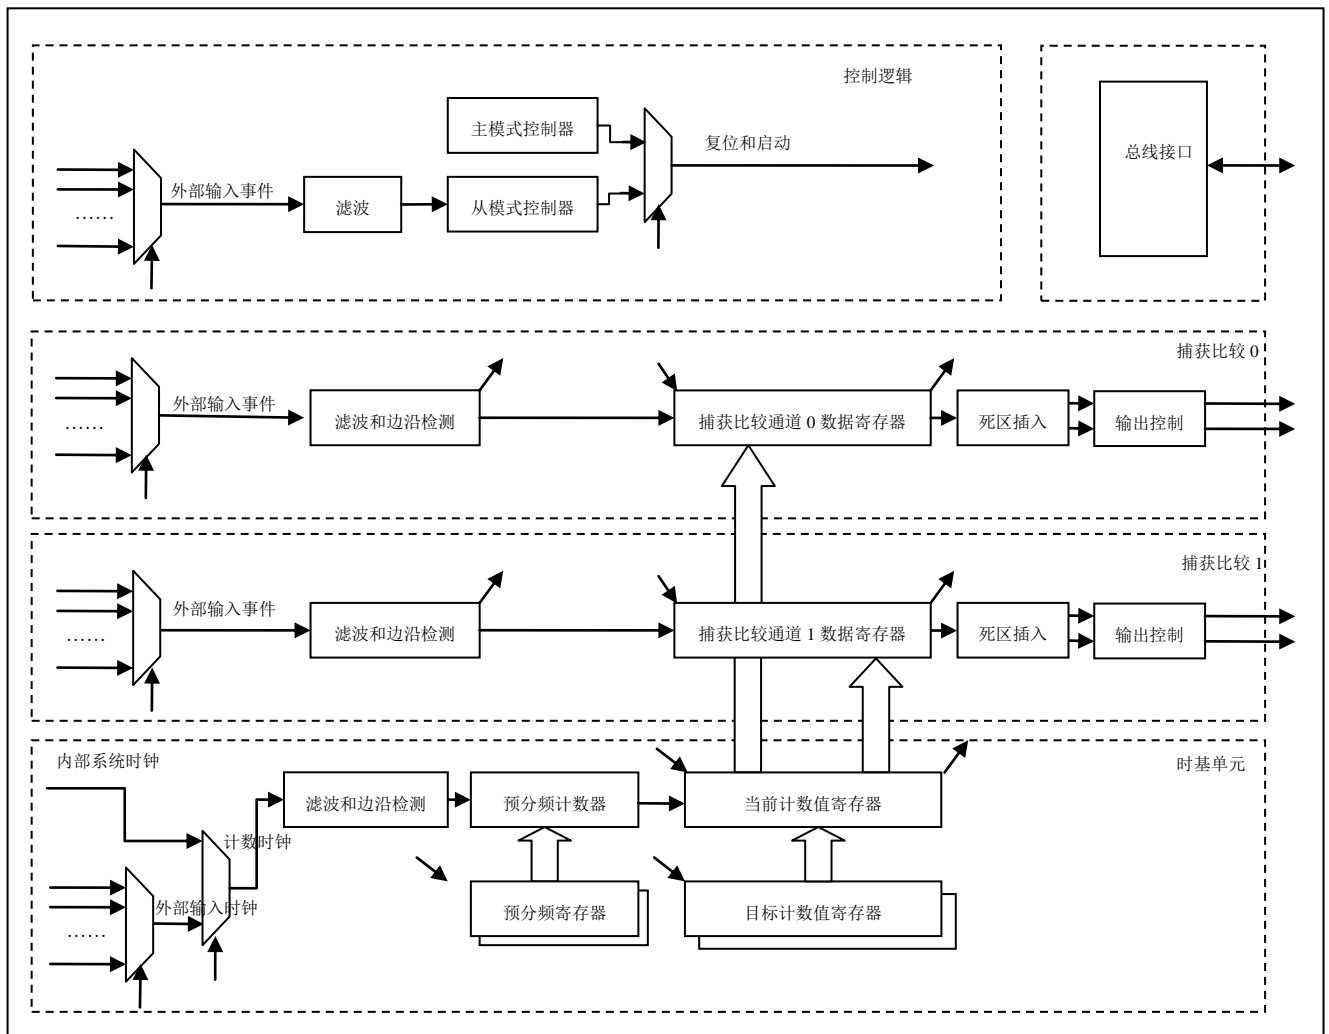 控制逻辑
主模式控制器
复位和启动
总线接口
外部输入事件
滤波
从模式控制器
......
捕获比较 0
外部输入事件
滤波和边沿检测
捕获比较通道 0 数据寄存器
死区插入
输出控制
......
捕获比较 1
外部输入事件
滤波和边沿检测
捕获比较通道 1 数据寄存器
死区插入
输出控制
......
内部系统时钟
时基单元
滤波和边沿检测
预分频计数器
当前计数值寄存器
计数时钟
外部输入时钟
预分频寄存器
目标计数值寄存器
......